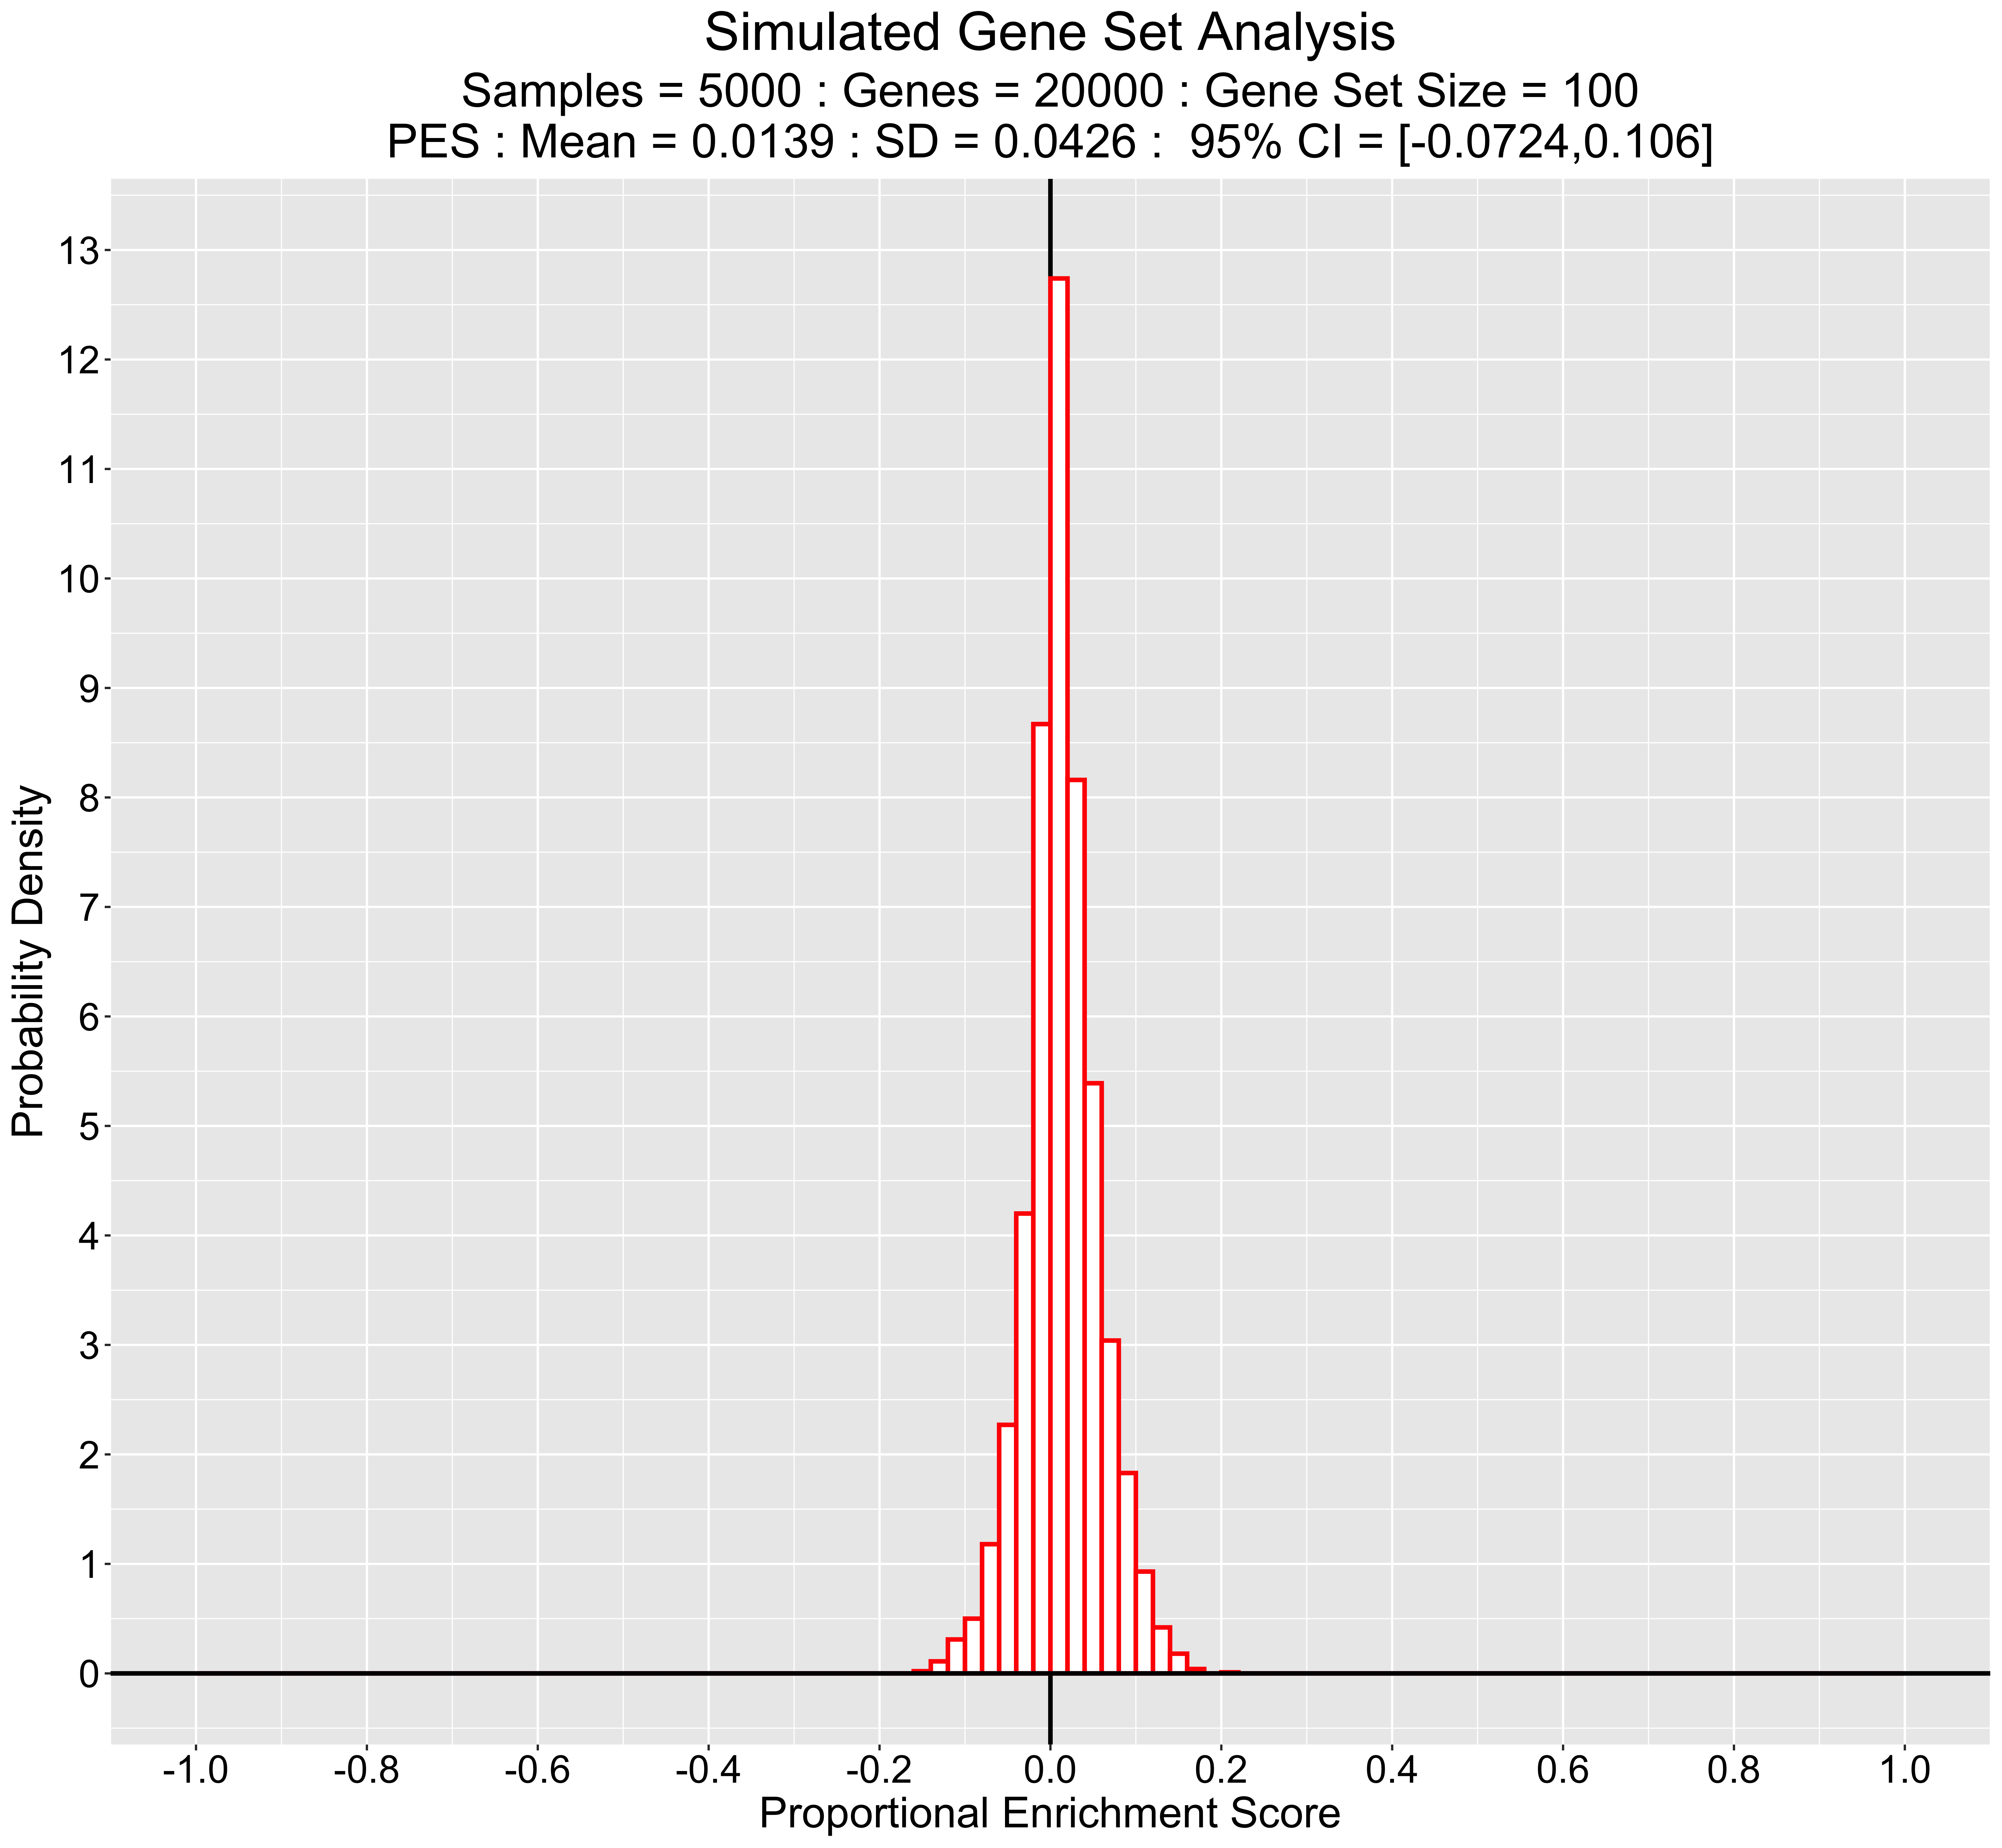 Simulated Gene Set Analysis
Samples = 5000 : Genes = 20000 : Gene Set Size = 100
PES : Mean = 0.0139 : SD = 0.0426 :  95% CI = [-0.0724,0.106]
Probability Density
13
12
11
10
9
8
7
6
5
4
3
2
1
0
-1.0 -0.8 -0.6 -0.4 -0.2 0.0 0.2 0.4 0.6 0.8 1.0
Proportional Enrichment Score